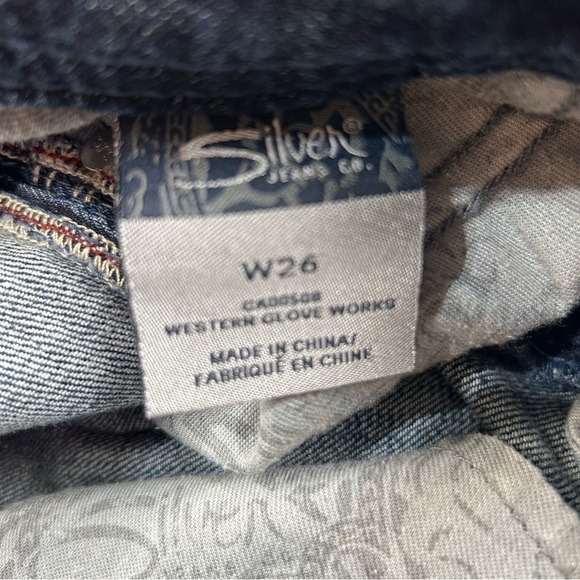 Silver
JEANS CO.
W26
CA00508
WESTERN GLOVE WORKS
MADE IN CHINA/
FABRIQUÉ EN CHINE